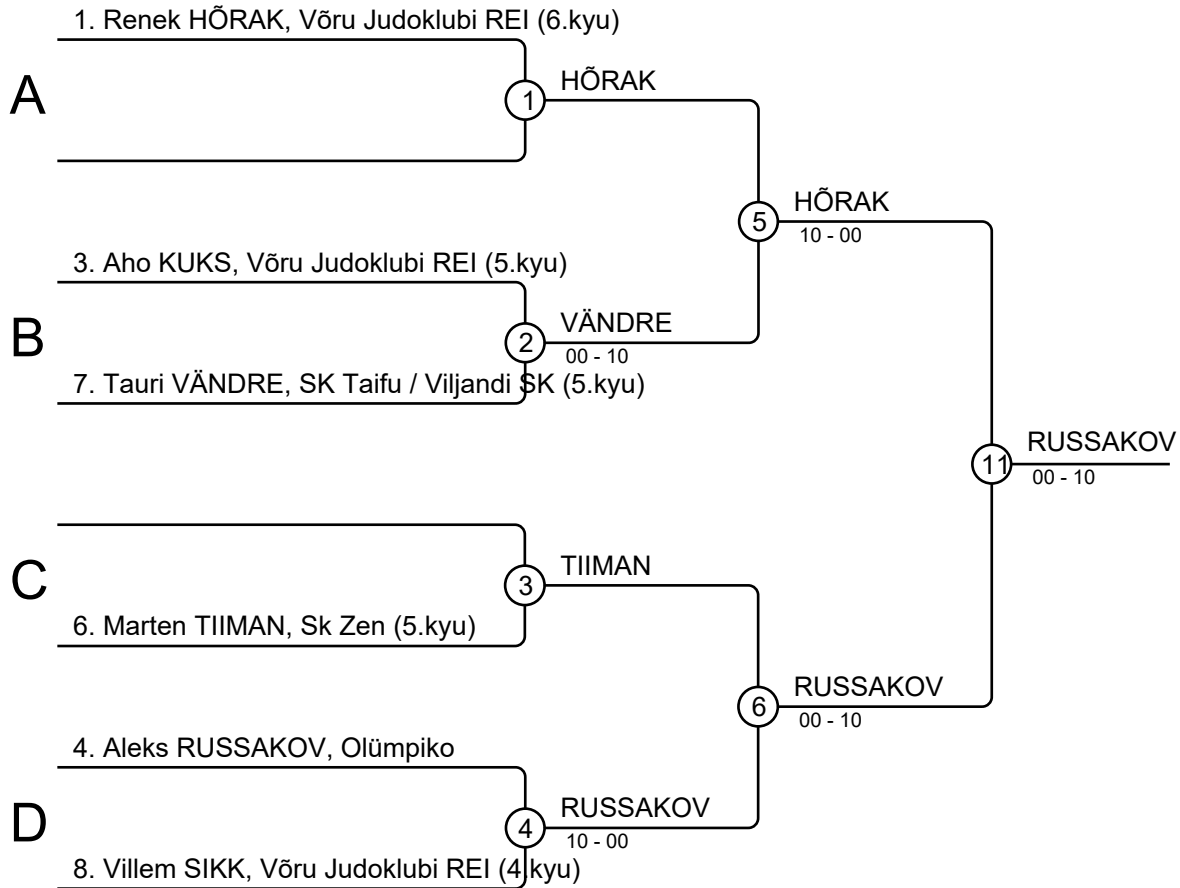 1. Renek HÕRAK, Võru Judoklubi REI (6.kyu)
A
1
HÕRAK
5
HÕRAK
10 - 00
3. Aho KUKS, Võru Judoklubi REI (5.kyu)
B
2
VÄNDRE
00 - 10
7. Tauri VÄNDRE, SK Taifu / Viljandi SK (5.kyu)
11
RUSSAKOV
00 - 10
C
3
TIIMAN
6. Marten TIIMAN, Sk Zen (5.kyu)
6
RUSSAKOV
00 - 10
4. Aleks RUSSAKOV, Olümpiko
D
4
RUSSAKOV
10 - 00
8. Villem SIKK, Võru Judoklubi REI (4.kyu)